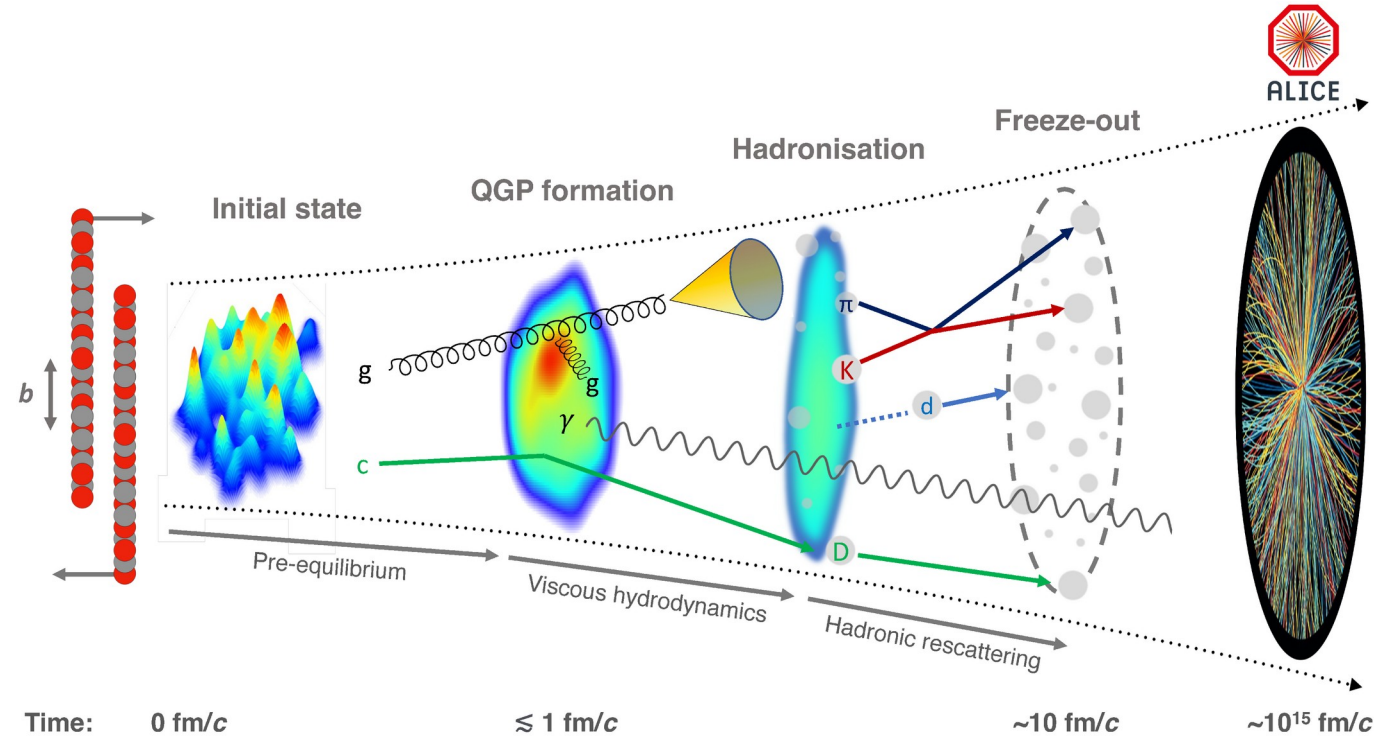 ALICE
Freeze-out
Hadronisation
QGP formation
Initial state
π
g
K
g
b
d
γ
c
D
Pre-equilibrium
Viscous hydrodynamics
Hadronic rescattering
Time: 0 fm/c ≲ 1 fm/c ~10 fm/c ~10¹⁵ fm/c